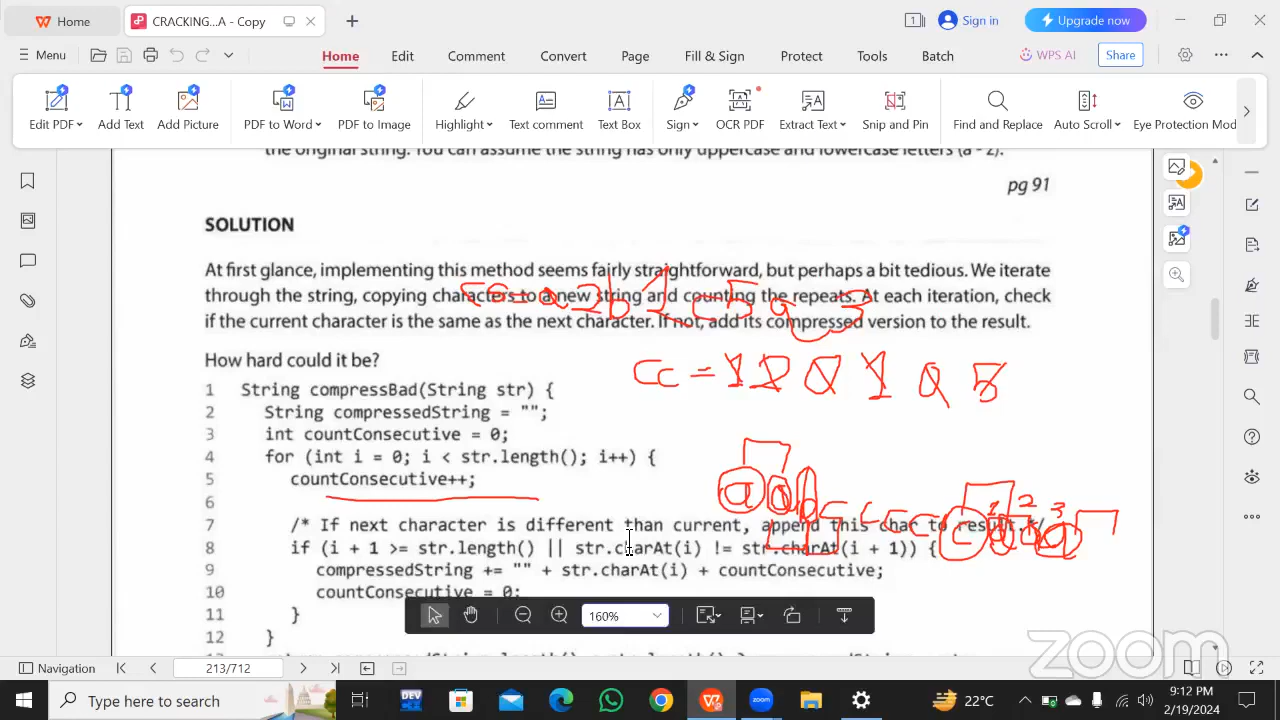 Home
CRACKING...A - Copy
Sign in
Upgrade now
Menu
Home
Edit
Comment
Convert
Page
Fill & Sign
Protect
Tools
Batch
WPS AI
Share
Edit PDF
Add Text
Add Picture
PDF to Word
PDF to Image
Highlight
Text comment
Text Box
Sign
OCR PDF
Extract Text
Snip and Pin
Find and Replace
Auto Scroll
Eye Protection Mod
the original string. You can assume the string has only uppercase and lowercase letters (a - z).
pg 91
SOLUTION
At first glance, implementing this method seems fairly straightforward, but perhaps a bit tedious. We iterate
through the string, copying characters to a new string and counting the repeats. At each iteration, check
if the current character is the same as the next character. If not, add its compressed version to the result.
How hard could it be?
1 String compressBad(String str) {
2 String compressedString = "";
3 int countConsecutive = 0;
4 for (int i = 0; i < str.length(); i++) {
5 countConsecutive++;
6
7 /* If next character is different than current, append this char to result.*/
8 if (i + 1 >= str.length() || str.charAt(i) != str.charAt(i + 1)) {
9 compressedString += "" + str.charAt(i) + countConsecutive;
10 countConsecutive = 0;
11 }
12 }
160%
zoom
Navigation
213/712
Type here to search
22°C
9:12 PM
2/19/2024